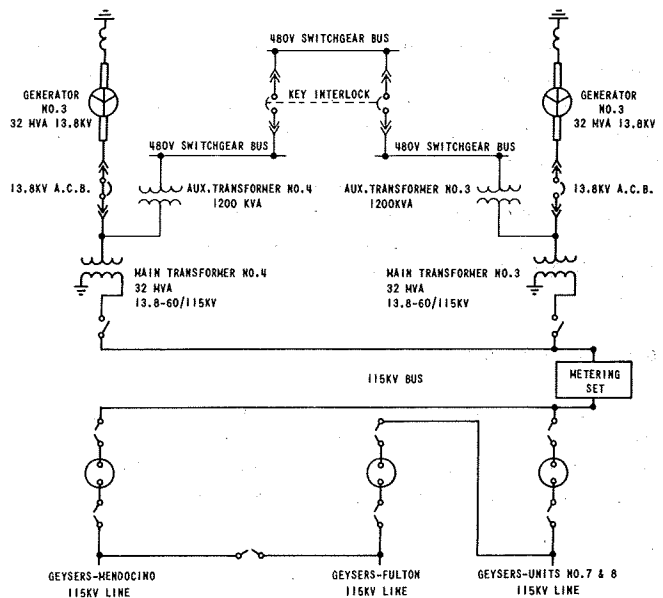 480V SWITCHGEAR BUS
GENERATOR
NO.3
32 MVA 13.8KV
KEY INTERLOCK
GENERATOR
NO.3
32 MVA 13.8KV
480V SWITCHGEAR BUS
480V SWITCHGEAR BUS
13.8KV A.C.B.
AUX.TRANSFORMER NO.4
1200 KVA
AUX.TRANSFORMER NO.3
1200KVA
13.8KV A.C.B.
MAIN TRANSFORMER NO.4
32 MVA
13.8-60/115KV
MAIN TRANSFORMER NO.3
32 MVA
13.8-60/115KV
115KV BUS
METERING
SET
GEYSERS-MENDOCINO
115KV LINE
GEYSERS-FULTON
115KV LINE
GEYSERS-UNITS NO.7 & 8
115KV LINE